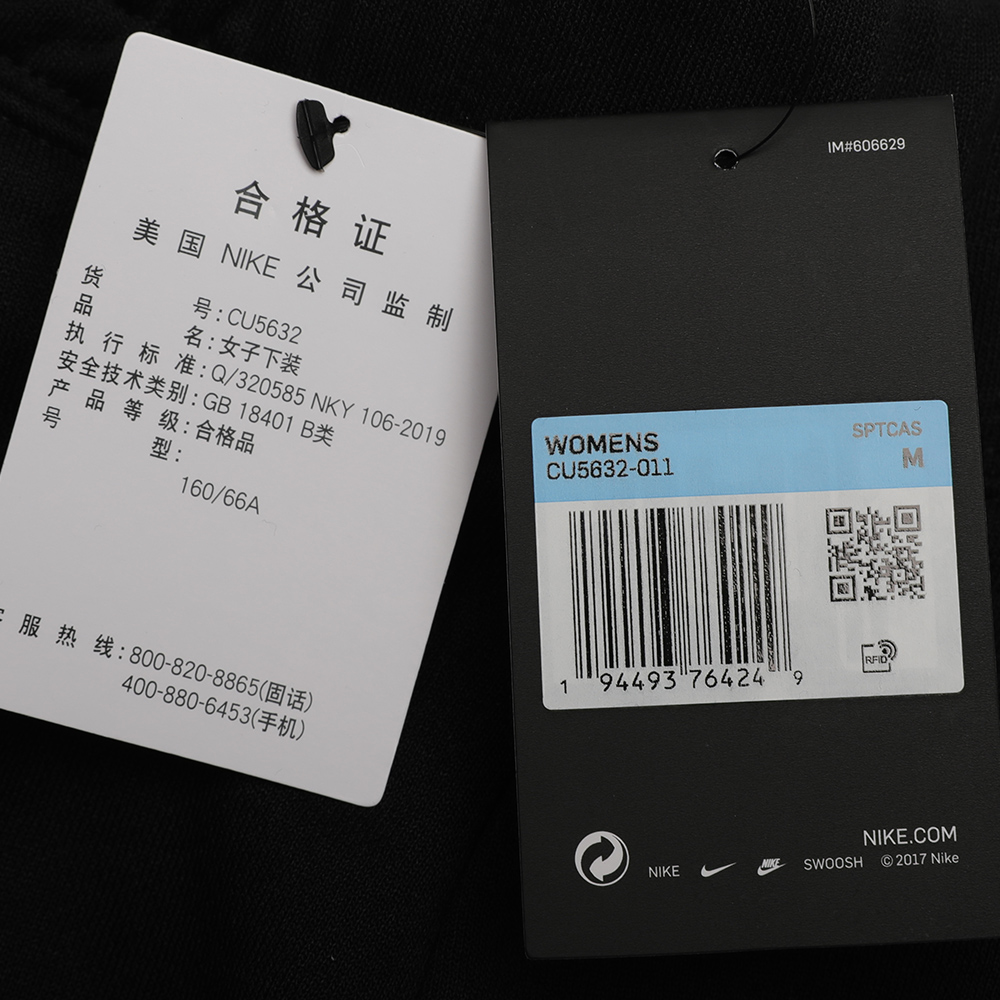 合格证
美国 NIKE 公司监制
货号:CU5632
品名:女子下装
执行标准:Q/320585 NKY 106-2019
安全技术类别:GB 18401 B类
产品等级:合格品
号型:
160/66A
服热线:800-820-8865(固话)
400-880-6453(手机)
IM#606629
WOMENS
SPTCAS
CU5632-011
M
1 94493 76424 9
RFID
NIKE.COM
NIKE NIKE SWOOSH © 2017 Nike